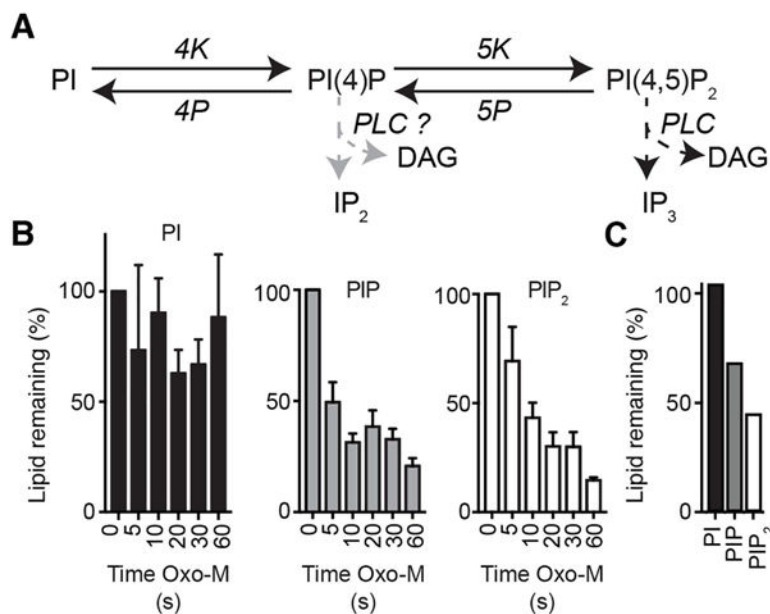 A
4K 5K
PI PI(4)P PI(4,5)P₂
4P 5P
PLC ? PLC
DAG DAG
IP₂ IP₃
B C
PI PIP PIP₂
Lipid remaining (%)
100
50
0
0 5 10 20 30 60
Time Oxo-M
(s)
100
50
0
0 5 10 20 30 60
Time Oxo-M
(s)
100
50
0
0 5 10 20 30 60
Time Oxo-M
(s)
Lipid remaining (%)
100
50
0
PI PIP PIP₂